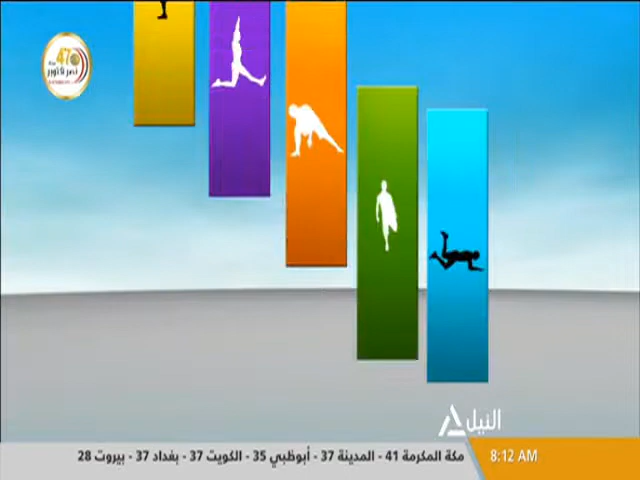 47
سنة
نصر أكتوبر
النيل
8:12 AM
مكة المكرمة 41 - المدينة 37 - أبوظبي 35 - الكويت 37 - بغداد 37 - بيروت 28